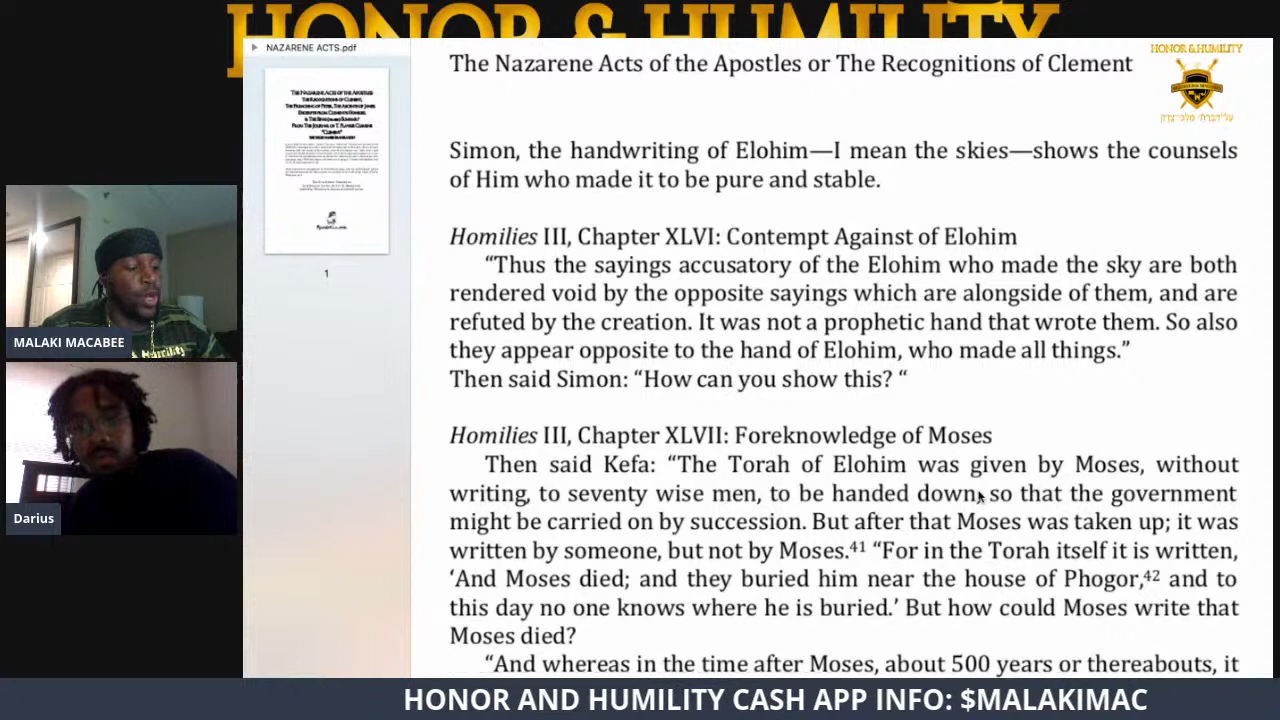 HONOR & HUMILITY
NAZARENE ACTS.pdf
1
MALAKI MACABEE
Darius
The Nazarene Acts of the Apostles or The Recognitions of Clement
HONOR & HUMILITY
Simon, the handwriting of Elohim—I mean the skies—shows the counsels
of Him who made it to be pure and stable.
Homilies III, Chapter XLVI: Contempt Against of Elohim
“Thus the sayings accusatory of the Elohim who made the sky are both
rendered void by the opposite sayings which are alongside of them, and are
refuted by the creation. It was not a prophetic hand that wrote them. So also
they appear opposite to the hand of Elohim, who made all things.”
Then said Simon: “How can you show this? “
Homilies III, Chapter XLVII: Foreknowledge of Moses
Then said Kefa: “The Torah of Elohim was given by Moses, without
writing, to seventy wise men, to be handed down, so that the government
might be carried on by succession. But after that Moses was taken up; it was
written by someone, but not by Moses.41 “For in the Torah itself it is written,
‘And Moses died; and they buried him near the house of Phogor,42 and to
this day no one knows where he is buried.’ But how could Moses write that
Moses died?
“And whereas in the time after Moses, about 500 years or thereabouts, it
HONOR AND HUMILITY CASH APP INFO: $MALAKIMAC